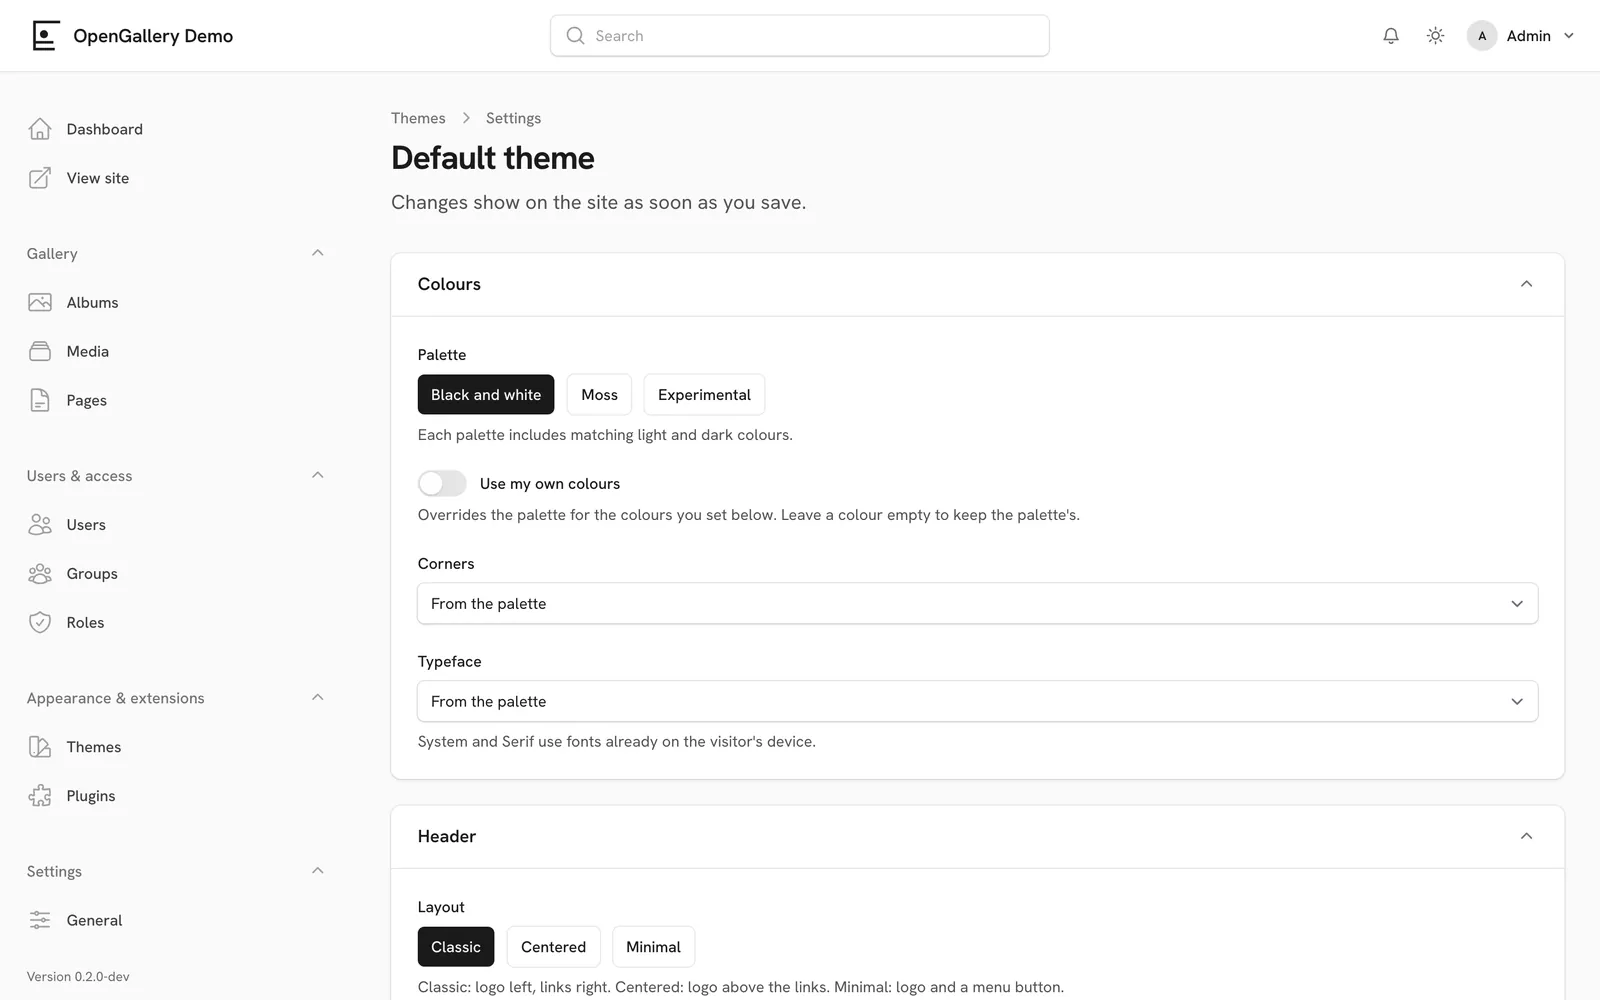 OpenGallery Demo
Search
A
Admin
Dashboard
View site
Gallery
Albums
Media
Pages
Users & access
Users
Groups
Roles
Appearance & extensions
Themes
Plugins
Settings
General
Version 0.2.0-dev
Themes
Settings
Default theme
Changes show on the site as soon as you save.
Colours
Palette
Black and white
Moss
Experimental
Each palette includes matching light and dark colours.
Use my own colours
Overrides the palette for the colours you set below. Leave a colour empty to keep the palette's.
Corners
From the palette
Typeface
From the palette
System and Serif use fonts already on the visitor's device.
Header
Layout
Classic
Centered
Minimal
Classic: logo left, links right. Centered: logo above the links. Minimal: logo and a menu button.